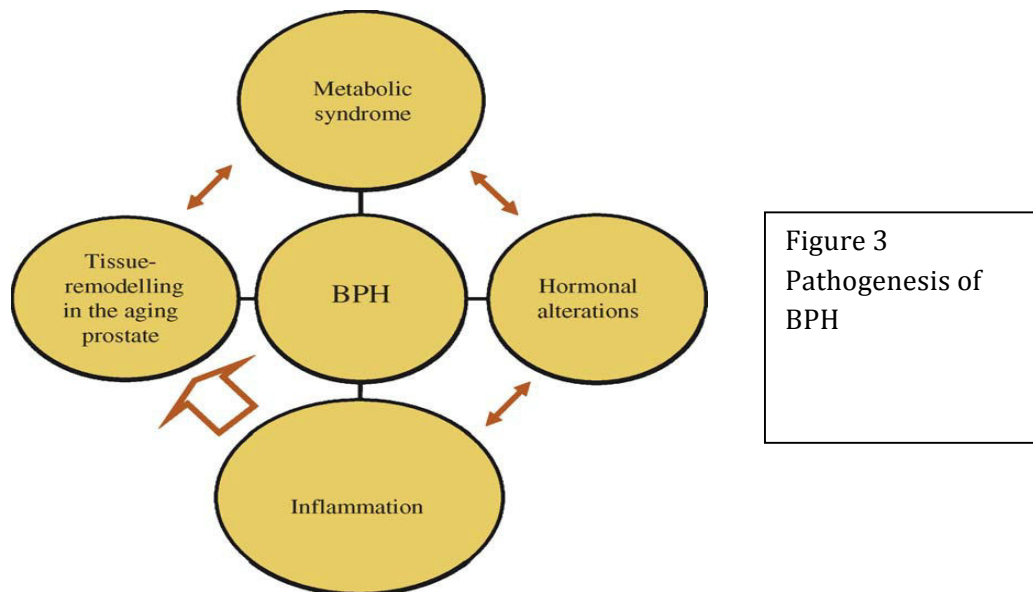 Metabolic
syndrome
Tissue-
remodelling
in the aging
prostate
BPH
Hormonal
alterations
Inflammation
Figure 3
Pathogenesis of
BPH